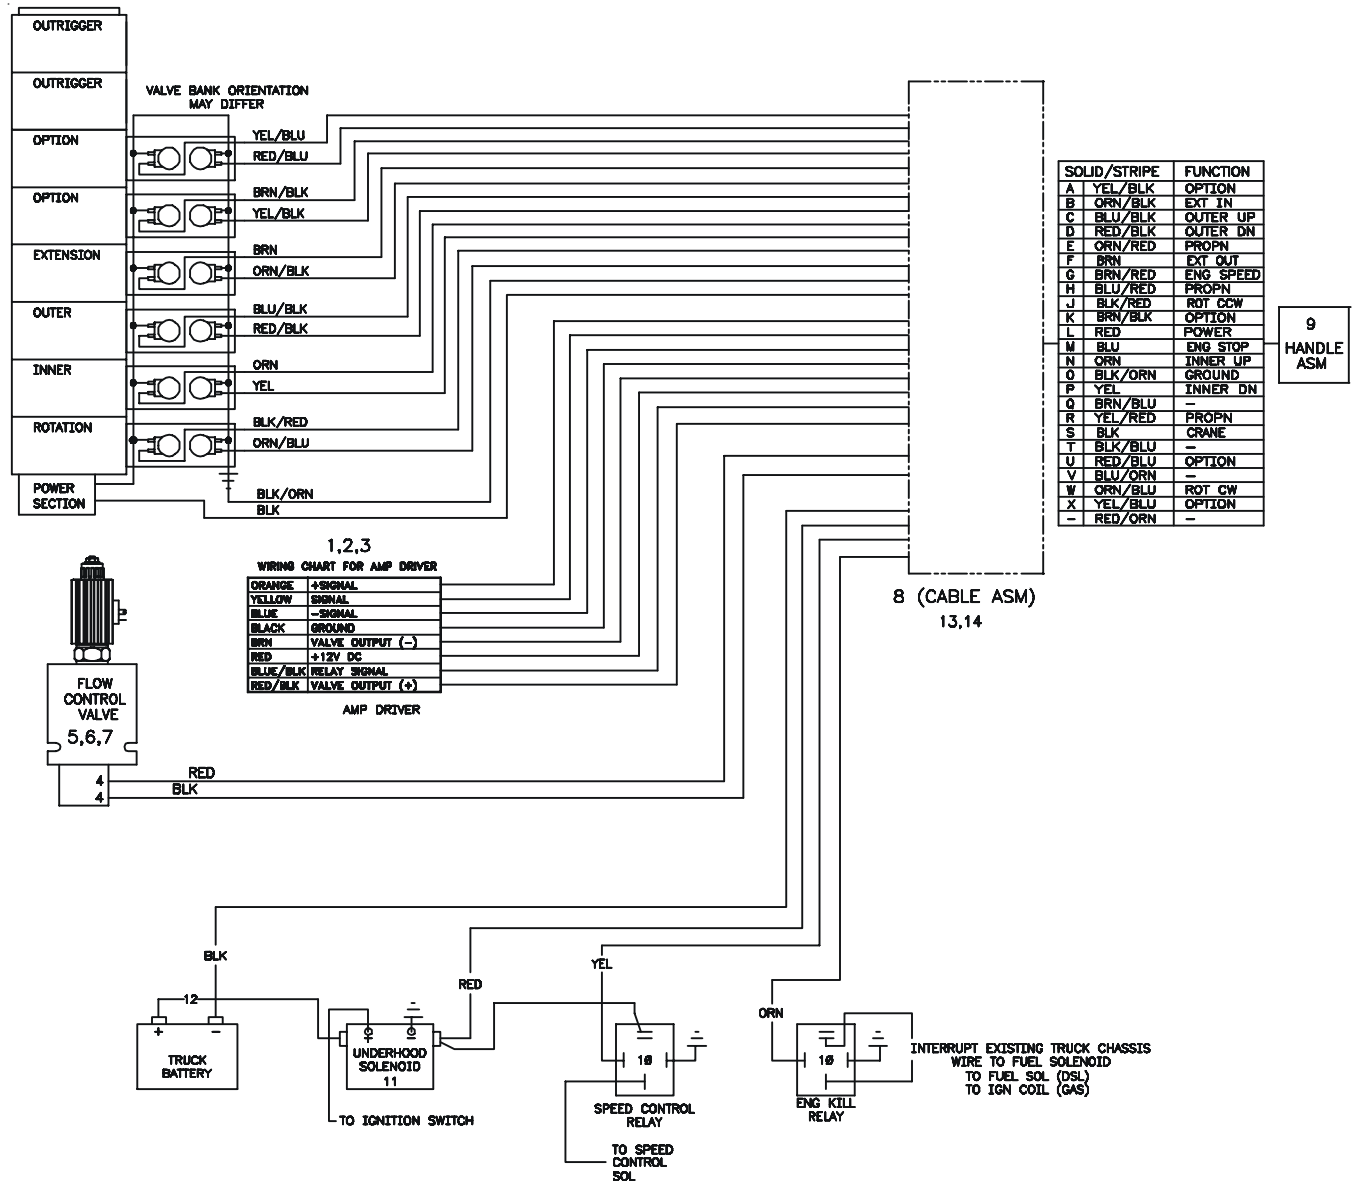 OUTRIGGER
OUTRIGGER
VALVE BANK ORIENTATION
MAY DIFFER
OPTION
YEL/BLU
RED/BLU
OPTION
BRN/BLK
YEL/BLK
EXTENSION
BRN
ORN/BLK
OUTER
BLU/BLK
RED/BLK
INNER
ORN
YEL
ROTATION
BLK/RED
ORN/BLU
POWER
SECTION
BLK/ORN
BLK
SOLID/STRIPE FUNCTION
A YEL/BLK OPTION
B ORN/BLK EXT IN
C BLU/BLK OUTER UP
D RED/BLK OUTER DN
E ORN/RED PROPN
F BRN EXT OUT
G BRN/RED ENG SPEED
H BLU/RED PROPN
J BLK/RED ROT CCW
K BRN/BLK OPTION
L RED POWER
M BLU ENG STOP
N ORN INNER UP
O BLK/ORN GROUND
P YEL INNER DN
Q BRN/BLU -
R YEL/RED PROPN
S BLK CRANE
T BLK/BLU -
U RED/BLU OPTION
V BLU/ORN -
W ORN/BLU ROT CW
X YEL/BLU OPTION
- RED/ORN -
9
HANDLE
ASM
8 (CABLE ASM)
13,14
1,2,3
WIRING CHART FOR AMP DRIVER
ORANGE +SIGNAL
YELLOW SIGNAL
BLUE -SIGNAL
BLACK GROUND
BRN VALVE OUTPUT (-)
RED +12V DC
BLUE/BLK RELAY SIGNAL
RED/BLK VALVE OUTPUT (+)
AMP DRIVER
FLOW
CONTROL
VALVE
5,6,7
4
4
RED
BLK
BLK
12
+ -
TRUCK
BATTERY
RED
+ -
UNDERHOOD
SOLENOID
11
TO IGNITION SWITCH
YEL
10
SPEED CONTROL
RELAY
TO SPEED
CONTROL
SOL
ORN
10
ENG KILL
RELAY
INTERRUPT EXISTING TRUCK CHASSIS
WIRE TO FUEL SOLENOID
TO FUEL SOL (DSL)
TO IGN COIL (GAS)